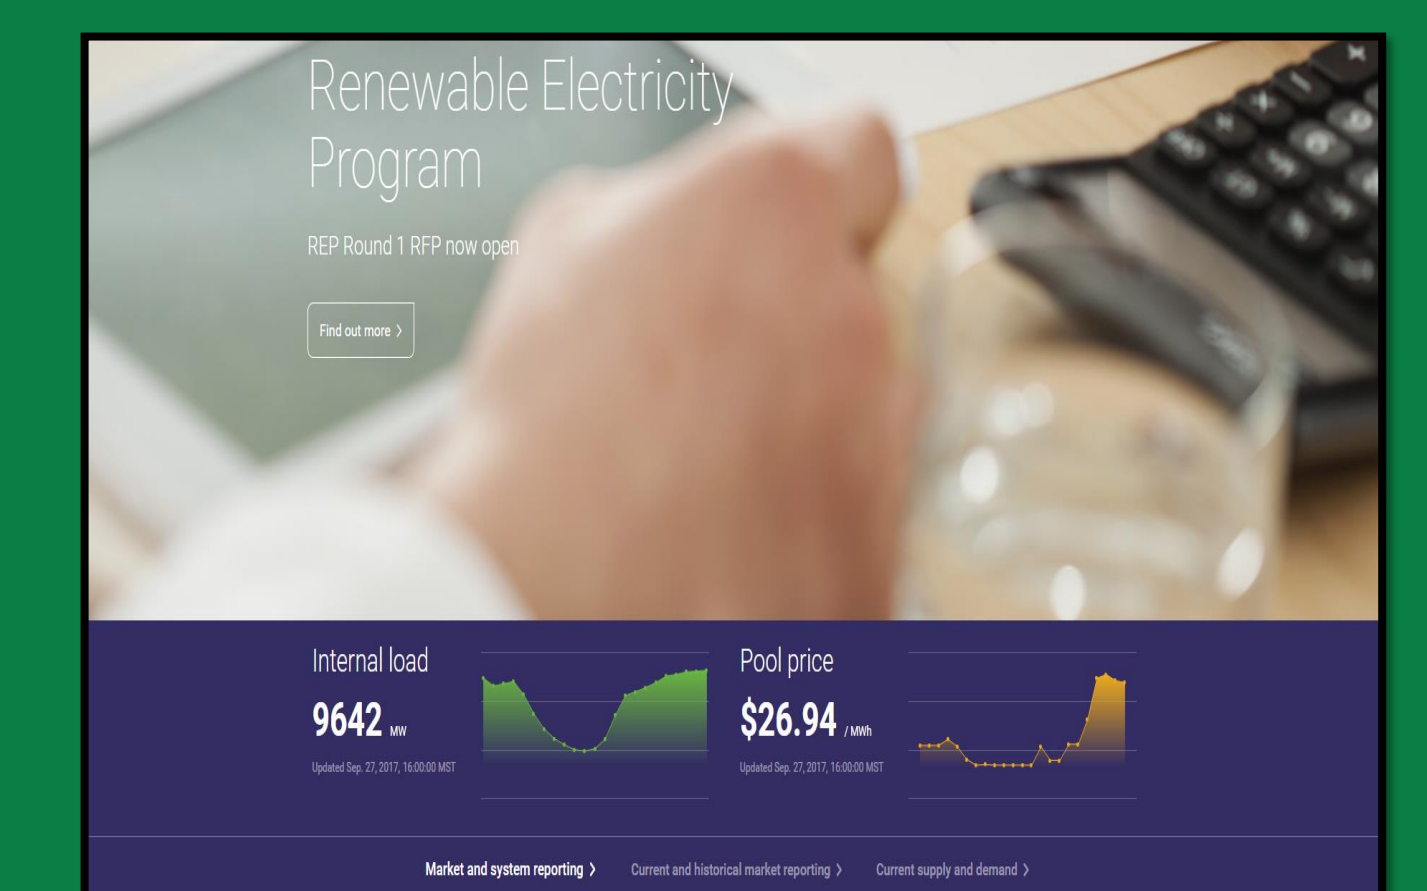 Renewable Electricity
Program
REP Round 1 RFP now open
Find out more >
Internal load
9642 MW
Updated Sep. 27, 2017, 16:00:00 MST
Pool price
$26.94 / MWh
Updated Sep. 27, 2017, 16:00:00 MST
Market and system reporting >
Current and historical market reporting >
Current supply and demand >